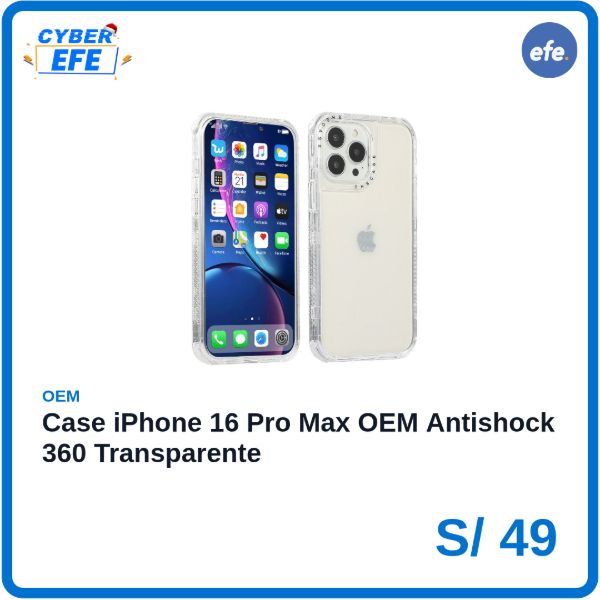 CYBER
EFE
efe.
OEM
Case iPhone 16 Pro Max OEM Antishock
360 Transparente
S/ 49